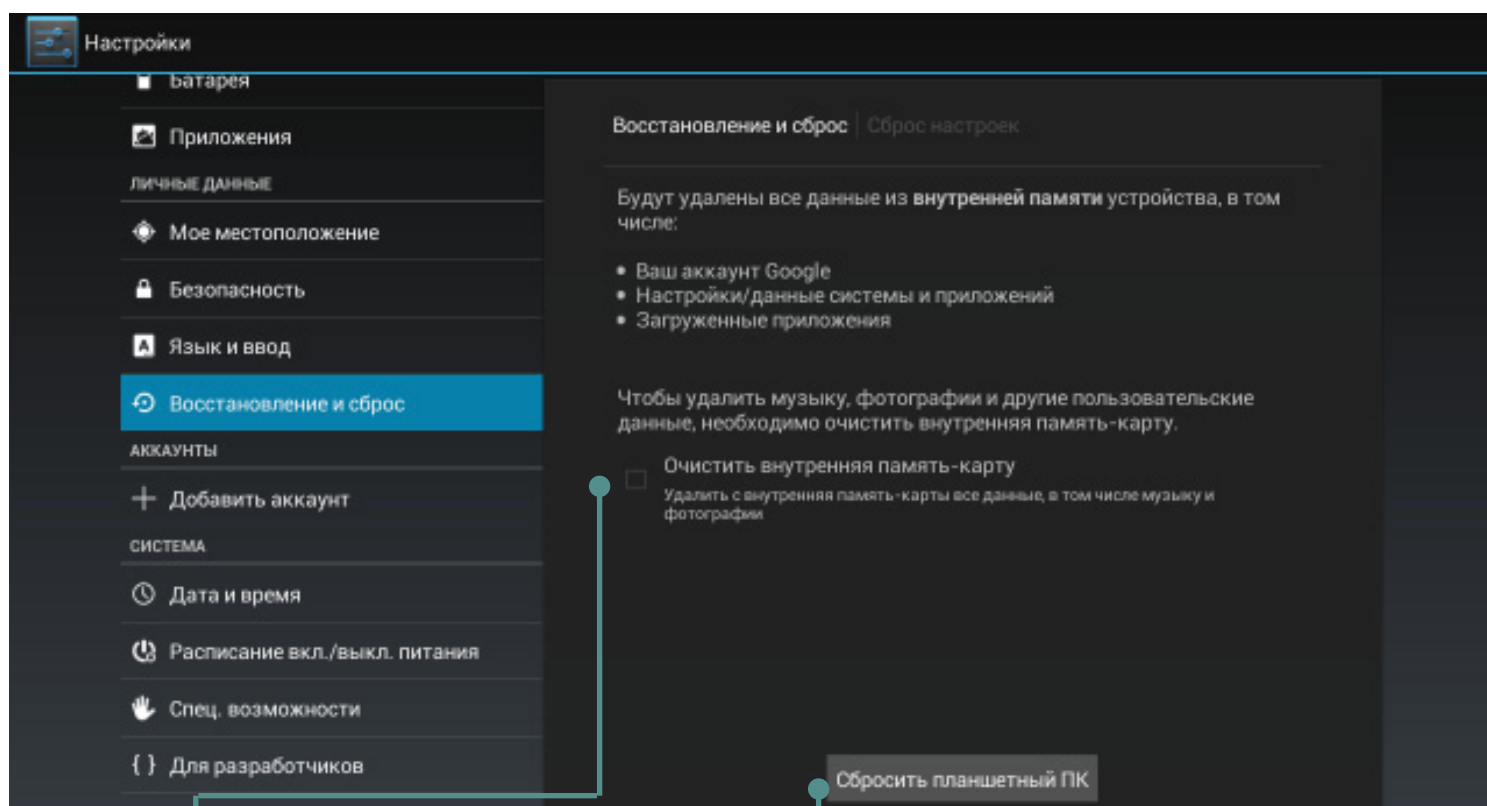 Настройки
Батарея
Приложения
ЛИЧНЫЕ ДАННЫЕ
Мое местоположение
Безопасность
Язык и ввод
Восстановление и сброс
АККАУНТЫ
Добавить аккаунт
СИСТЕМА
Дата и время
Расписание вкл./выкл. питания
Спец. возможности
{ } Для разработчиков
Восстановление и сброс | Сброс настроек
Будут удалены все данные из внутренней памяти устройства, в том
числе:
• Ваш аккаунт Google
• Настройки/данные системы и приложений
• Загруженные приложения
Чтобы удалить музыку, фотографии и другие пользовательские
данные, необходимо очистить внутренняя память-карту.
Очистить внутренняя память-карту
Удалить с внутренняя память-карты все данные, в том числе музыку и
фотографии
Сбросить планшетный ПК